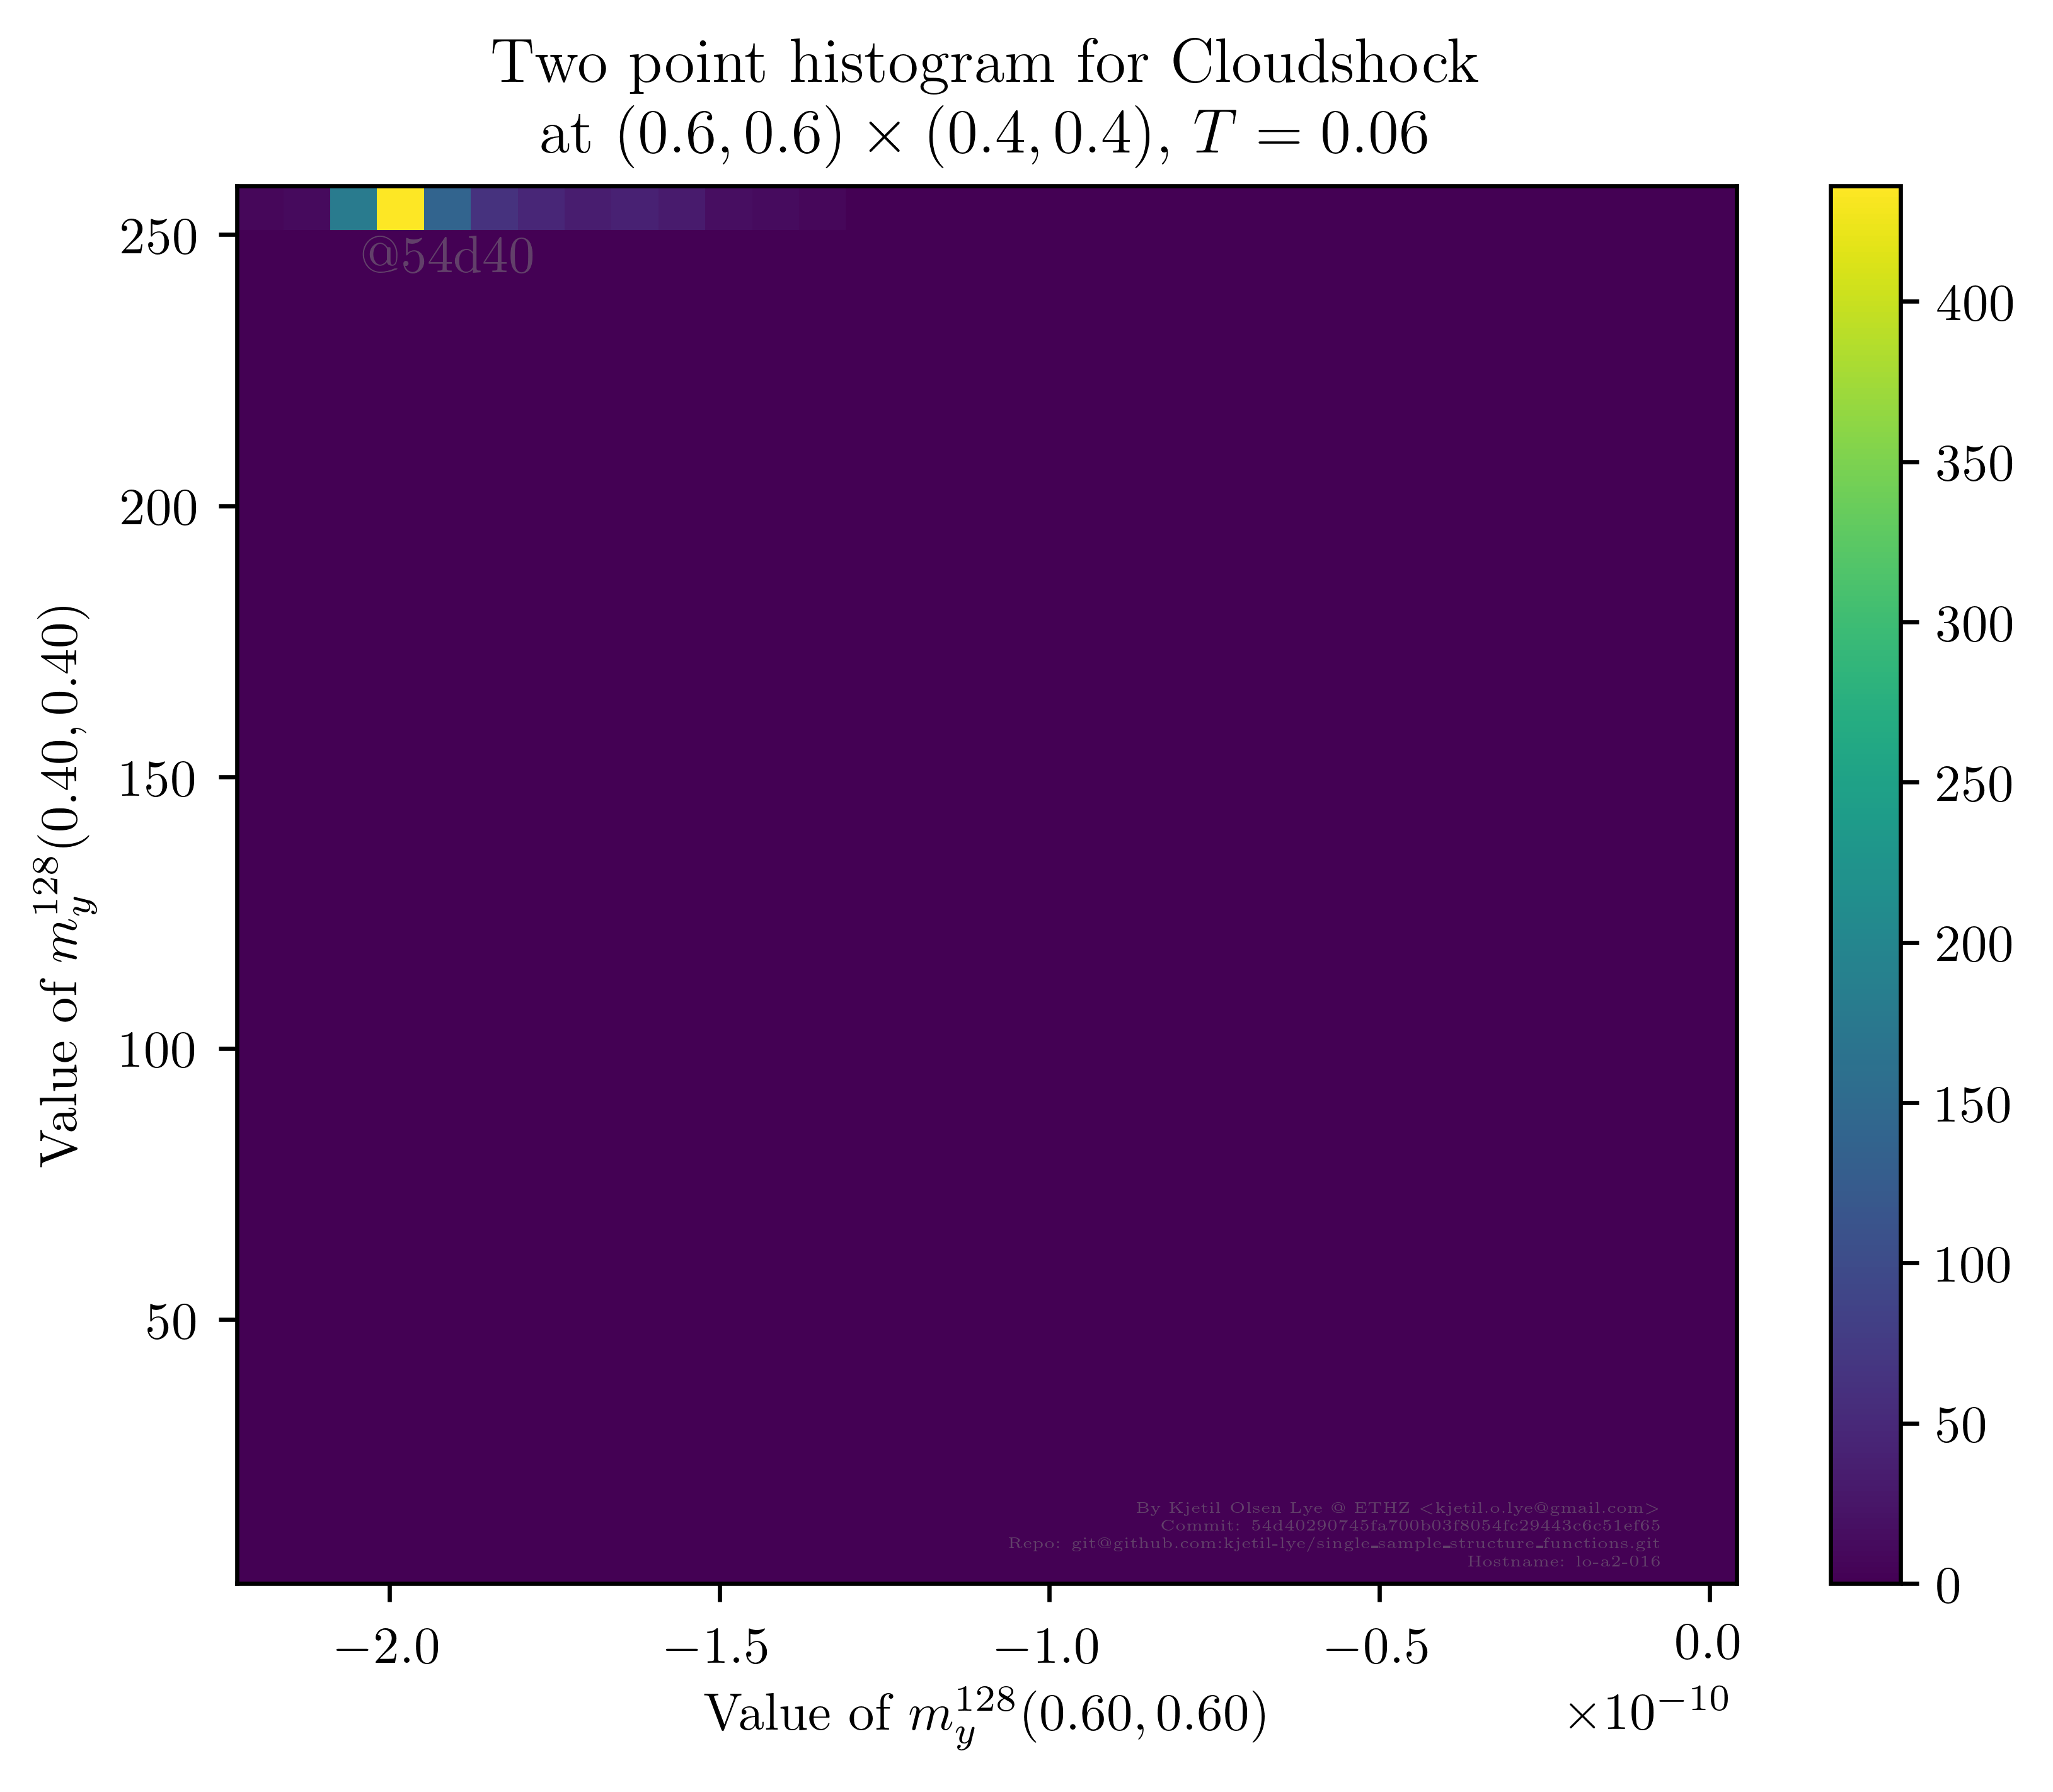 Two point histogram for Cloudshock
at (0.6, 0.6) × (0.4, 0.4), T = 0.06
250
200
150
100
50
Value of m_y^{128}(0.40, 0.40)
@54d40
By Kjetil Olsen Lye @ ETHZ <kjetil.o.lye@gmail.com>
Commit: 54d40290745fa700b03f8054fc29443c6c51ef65
Repo: git@github.com:kjetil-lye/single_sample_structure_functions.git
Hostname: lo-a2-016
−2.0 −1.5 −1.0 −0.5 0.0
×10^{−10}
Value of m_y^{128}(0.60, 0.60)
400
350
300
250
200
150
100
50
0